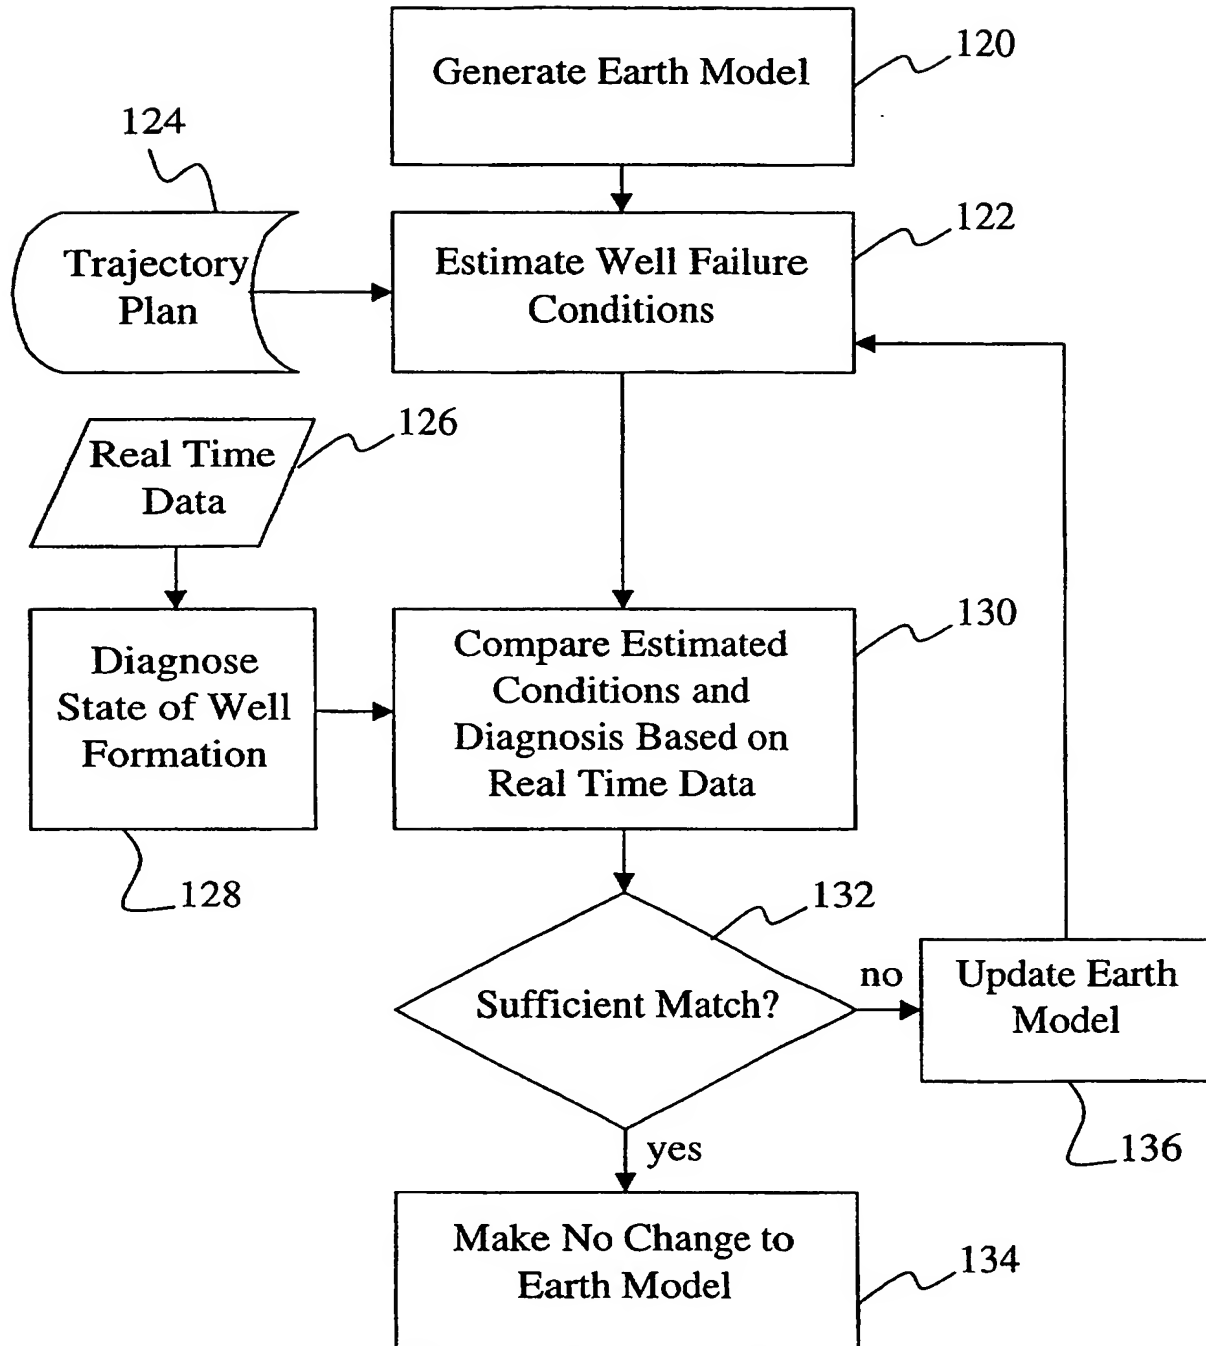 Generate Earth Model
120
124
Trajectory
Plan
Estimate Well Failure
Conditions
122
Real Time
Data
126
Diagnose
State of Well
Formation
128
Compare Estimated
Conditions and
Diagnosis Based on
Real Time Data
130
Sufficient Match?
132
no
Update Earth
Model
136
yes
Make No Change to
Earth Model
134